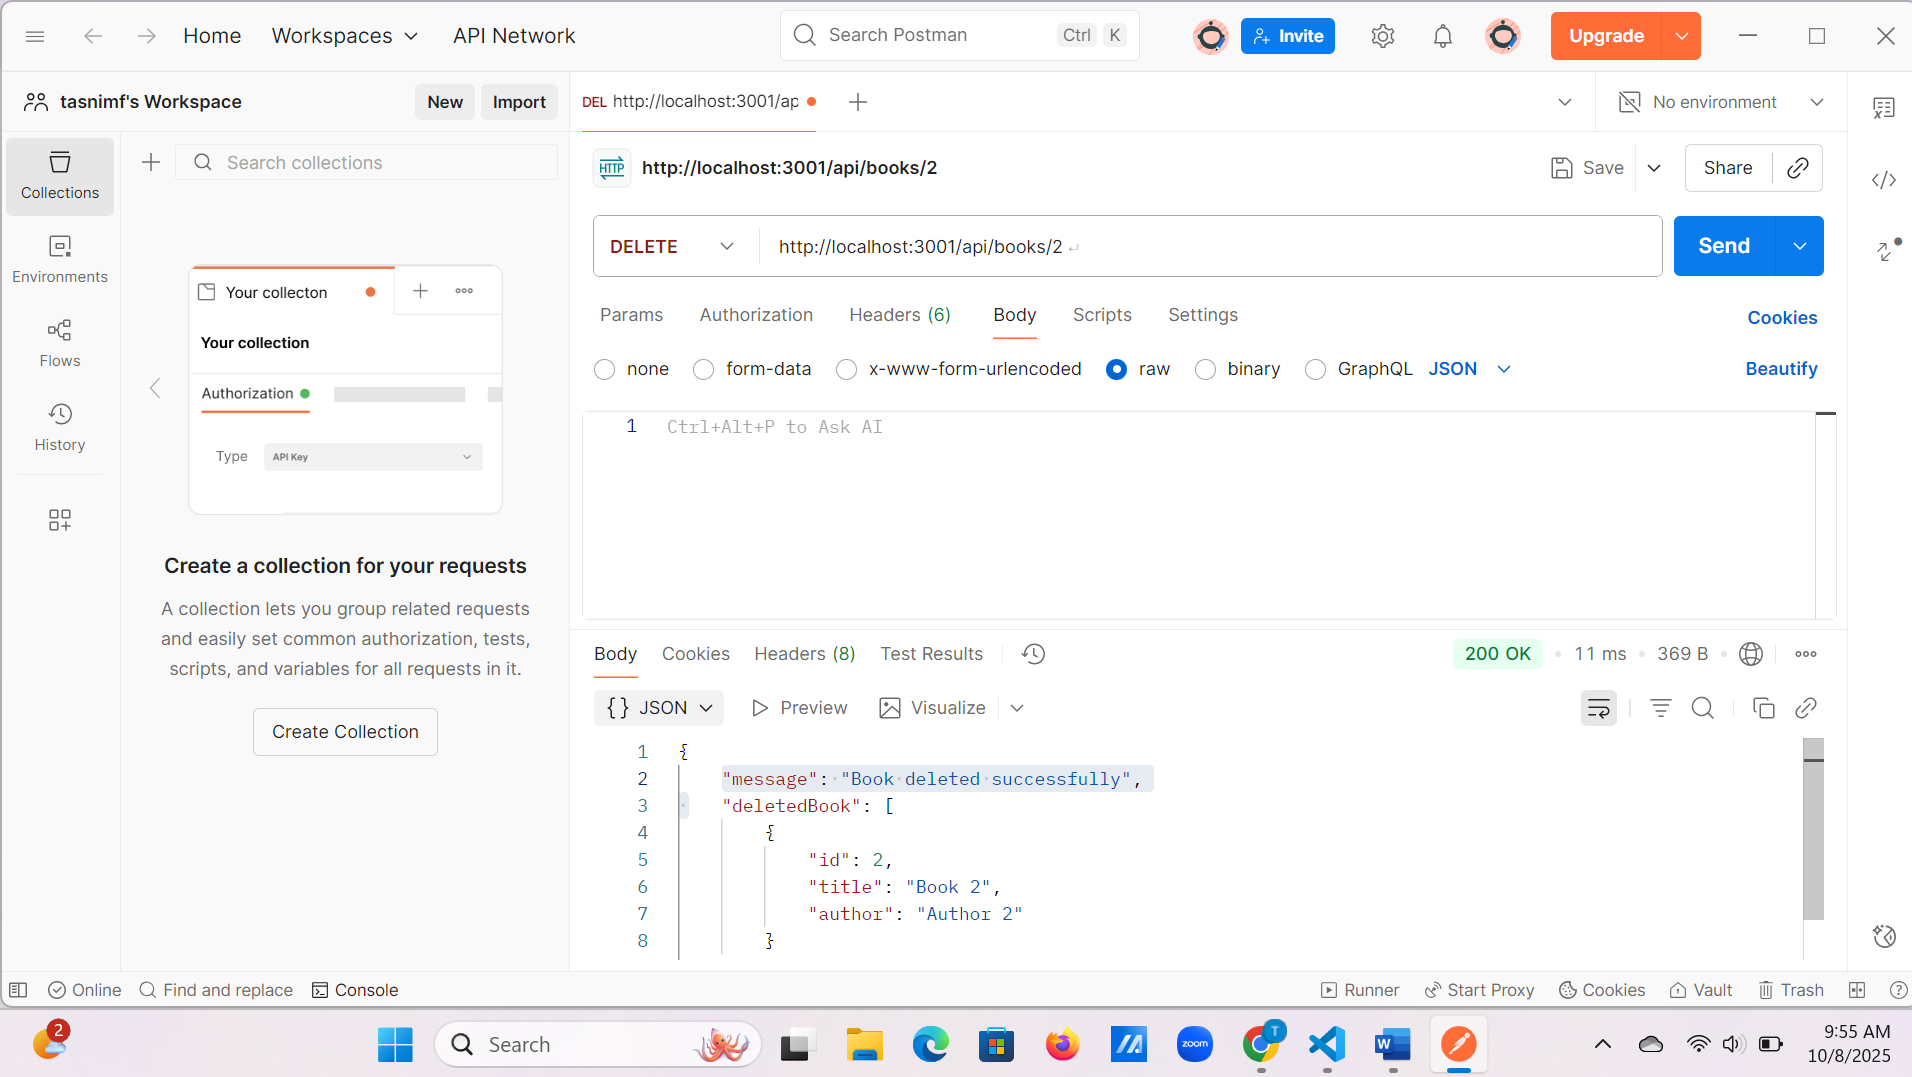 Home Workspaces API Network Search Postman Ctrl K Invite Upgrade
tasnimf's Workspace New Import DEL http://localhost:3001/ap No environment
Collections
Search collections
HTTP http://localhost:3001/api/books/2 Save Share
Environments
DELETE http://localhost:3001/api/books/2 Send
Your collecton
Your collection
Authorization
Type API Key
Flows
History
Params Authorization Headers (6) Body Scripts Settings Cookies
none form-data x-www-form-urlencoded raw binary GraphQL JSON Beautify
1 Ctrl+Alt+P to Ask AI
Create a collection for your requests
A collection lets you group related requests
and easily set common authorization, tests,
scripts, and variables for all requests in it.
Create Collection
Body Cookies Headers (8) Test Results 200 OK 11 ms 369 B
{} JSON Preview Visualize
1 {
2 "message": "Book deleted successfully",
3 "deletedBook": [
4 {
5 "id": 2,
6 "title": "Book 2",
7 "author": "Author 2"
8 }
Online Find and replace Console Runner Start Proxy Cookies Vault Trash
2 Search zoom T W 9:55 AM
10/8/2025